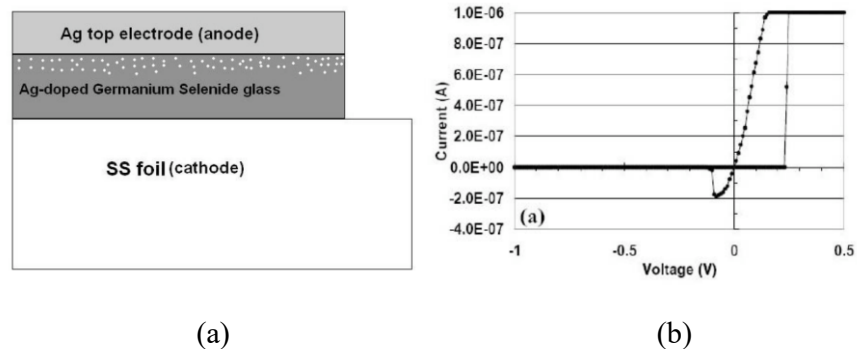 Ag top electrode (anode)
Ag-doped Germanium Selenide glass
SS foil (cathode)
(a)
1.0E-06
8.0E-07
6.0E-07
4.0E-07
2.0E-07
0.0E+00
-2.0E-07
-4.0E-07
Current (A)
(a)
-1
-0.5
0
0.5
Voltage (V)
(b)